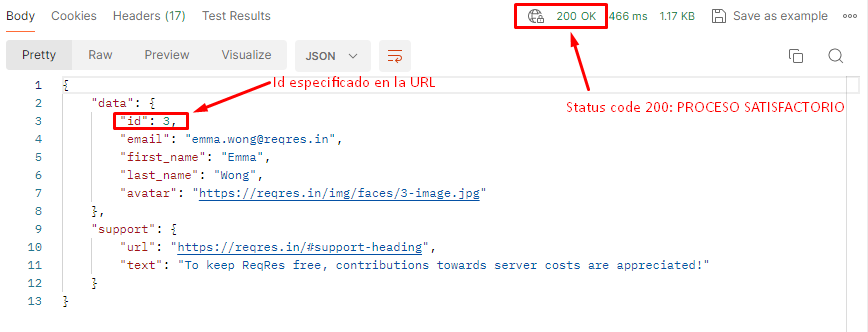 Body Cookies Headers (17) Test Results 200 OK 466 ms 1.17 KB Save as example
Pretty Raw Preview Visualize JSON
Id especificado en la URL
Status code 200: PROCESO SATISFACTORIO
1 {
2 "data": {
3 "id": 3,
4 "email": "emma.wong@reqres.in",
5 "first_name": "Emma",
6 "last_name": "Wong",
7 "avatar": "https://reqres.in/img/faces/3-image.jpg"
8 },
9 "support": {
10 "url": "https://reqres.in/#support-heading",
11 "text": "To keep ReqRes free, contributions towards server costs are appreciated!"
12 }
13 }